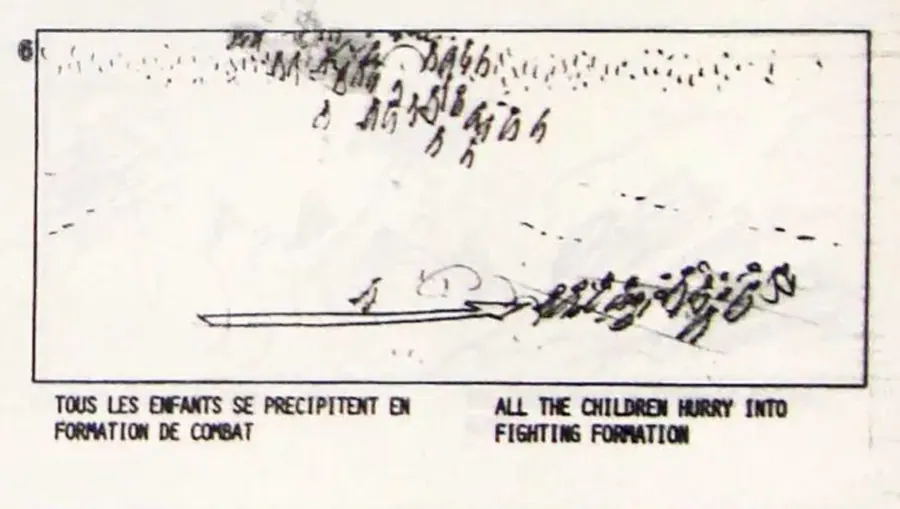 6
TOUS LES ENFANTS SE PRECIPITENT EN
FORMATION DE COMBAT
ALL THE CHILDREN HURRY INTO
FIGHTING FORMATION